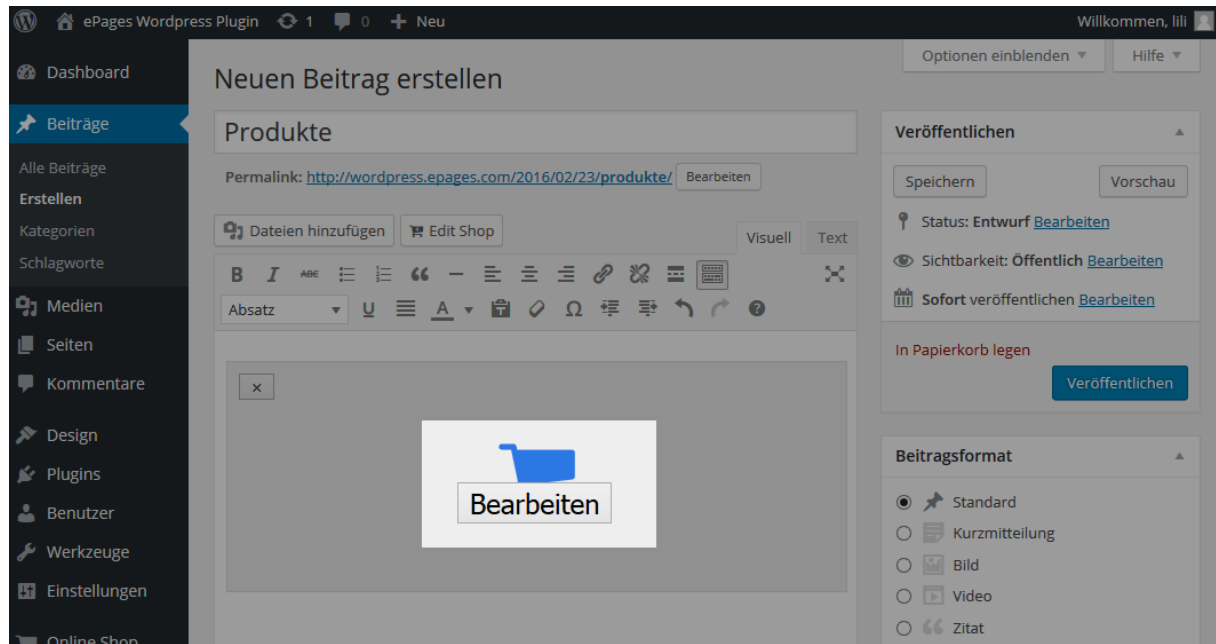 ePages Wordpress Plugin 1 0 Neu Willkommen, lili
Dashboard
Beiträge
Alle Beiträge
Erstellen
Kategorien
Schlagworte
Medien
Seiten
Kommentare
Design
Plugins
Benutzer
Werkzeuge
Einstellungen
Online Shop
Optionen einblenden Hilfe
Neuen Beitrag erstellen
Produkte
Permalink: http://wordpress.epages.com/2016/02/23/produkte/ Bearbeiten
Dateien hinzufügen Edit Shop Visuell Text
B I ABC
Absatz U A Ω
×
Bearbeiten
Veröffentlichen
Speichern Vorschau
Status: Entwurf Bearbeiten
Sichtbarkeit: Öffentlich Bearbeiten
Sofort veröffentlichen Bearbeiten
In Papierkorb legen
Veröffentlichen
Beitragsformat
Standard
Kurzmitteilung
Bild
Video
Zitat